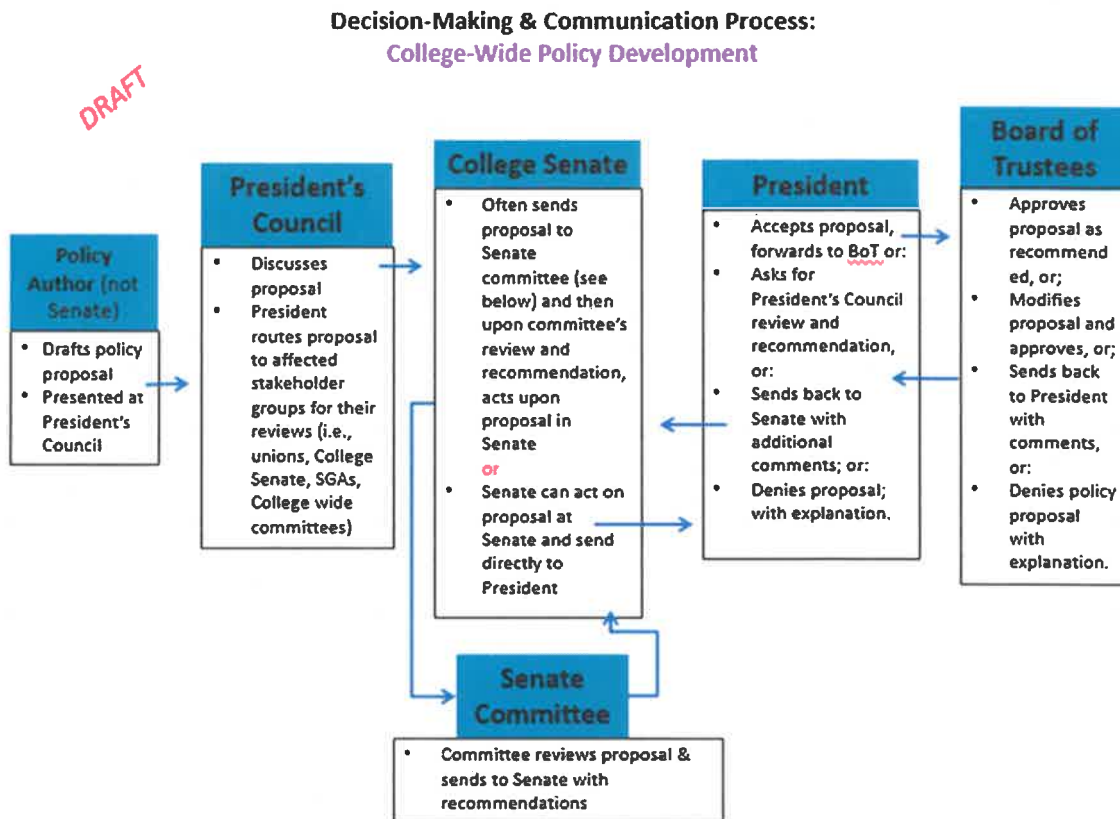 Decision-Making & Communication Process:
College-Wide Policy Development
DRAFT
Policy
Author (not
Senate)
• Drafts policy
proposal
• Presented at
President's
Council
President's
Council
• Discusses
proposal
• President
routes proposal
to affected
stakeholder
groups for their
reviews (i.e.,
unions, College
Senate, SGAs,
College wide
committees)
College Senate
• Often sends
proposal to
Senate
committee (see
below) and then
upon committee's
review and
recommendation,
acts upon
proposal in
Senate
or
• Senate can act on
proposal at
Senate and send
directly to
President
Senate
Committee
• Committee reviews proposal &
sends to Senate with
recommendations
President
• Accepts proposal,
forwards to BoT or:
• Asks for
President's Council
review and
recommendation,
or:
• Sends back to
Senate with
additional
comments; or:
• Denies proposal;
with explanation.
Board of
Trustees
• Approves
proposal as
recommend
ed, or;
• Modifies
proposal and
approves, or;
• Sends back
to President
with
comments,
or:
• Denies policy
proposal
with
explanation.